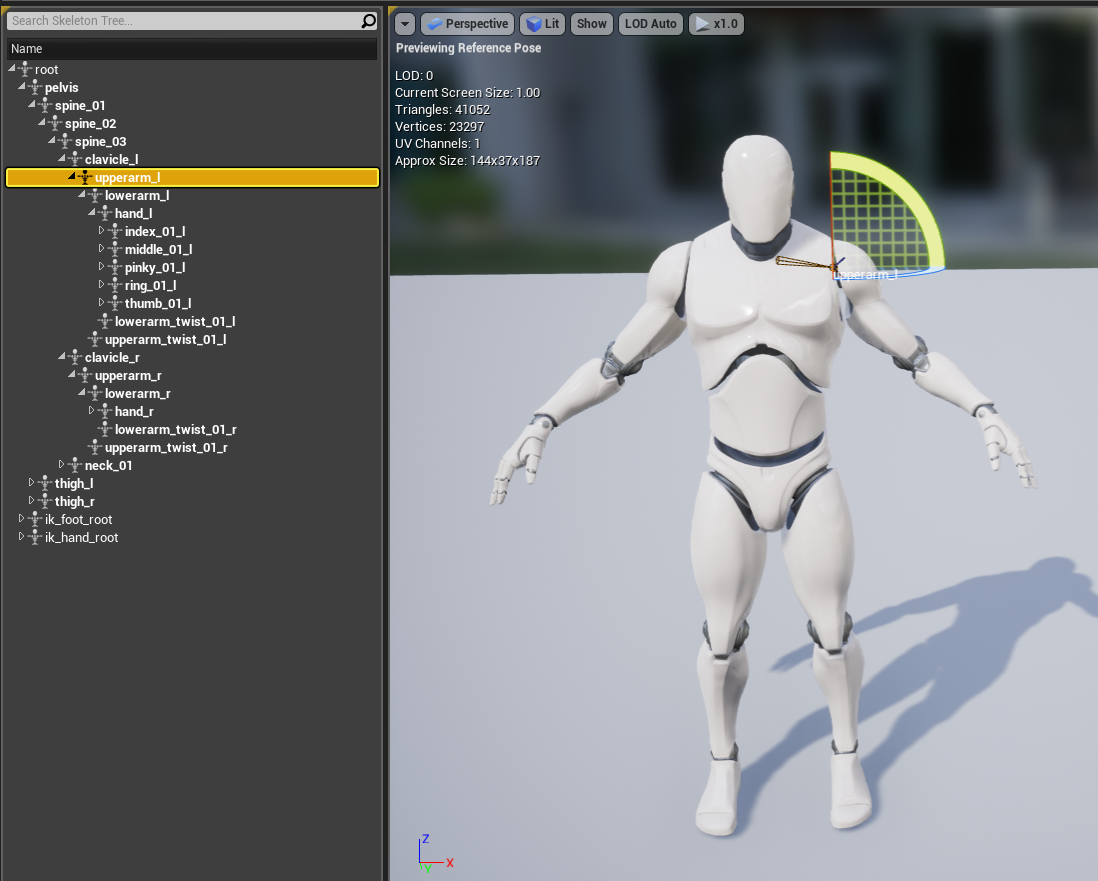 Search Skeleton Tree...
Name
root
pelvis
spine_01
spine_02
spine_03
clavicle_l
upperarm_l
lowerarm_l
hand_l
index_01_l
middle_01_l
pinky_01_l
ring_01_l
thumb_01_l
lowerarm_twist_01_l
upperarm_twist_01_l
clavicle_r
upperarm_r
lowerarm_r
hand_r
lowerarm_twist_01_r
upperarm_twist_01_r
neck_01
thigh_l
thigh_r
ik_foot_root
ik_hand_root
Perspective Lit Show LOD Auto x1.0
Previewing Reference Pose
LOD: 0
Current Screen Size: 1.00
Triangles: 41052
Vertices: 23297
UV Channels: 1
Approx Size: 144x37x187
upperarm_l
Z
X
Y